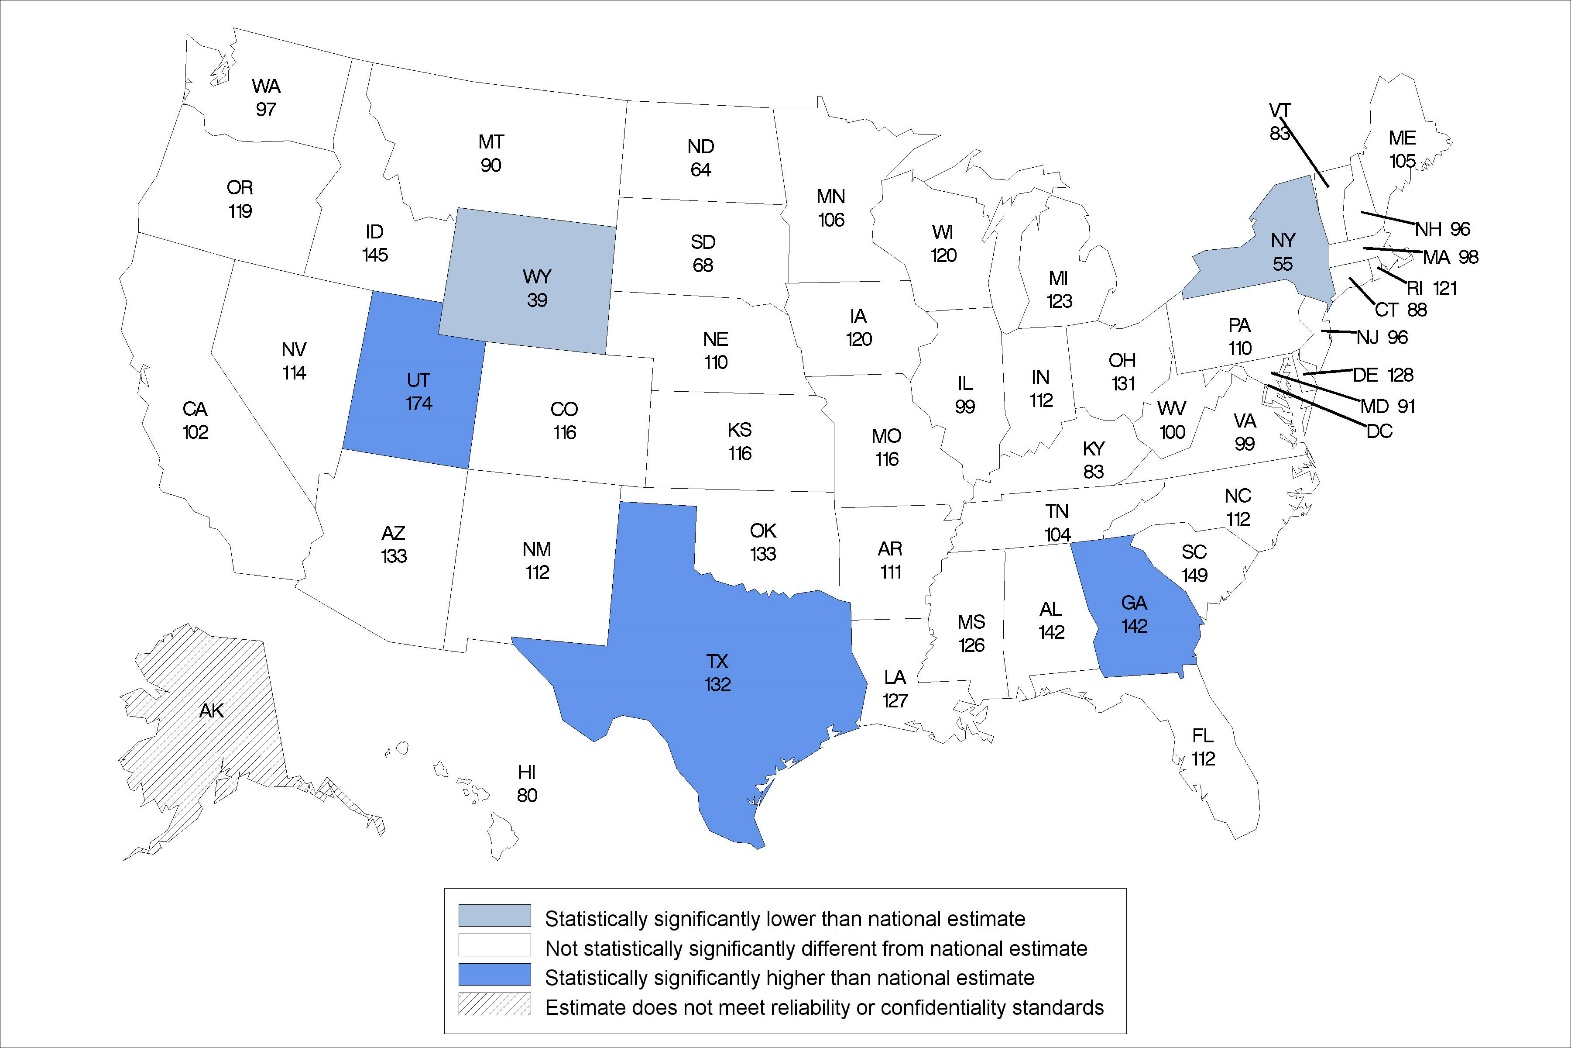 WA
97
MT
90
ND
64
MN
106
VT
83
ME
105
OR
119
ID
145
WY
39
SD
68
WI
120
MI
123
NY
55
NH 96
MA 98
RI 121
CT 88
NJ 96
DE 128
MD 91
DC
NV
114
UT
174
CO
116
NE
110
IA
120
IL
99
IN
112
OH
131
PA
110
WV
100
VA
99
CA
102
KS
116
MO
116
KY
83
NC
112
TN
104
SC
149
AZ
133
NM
112
OK
133
AR
111
MS
126
AL
142
GA
142
TX
132
LA
127
FL
112
AK
HI
80
Statistically significantly lower than national estimate
Not statistically significantly different from national estimate
Statistically significantly higher than national estimate
Estimate does not meet reliability or confidentiality standards